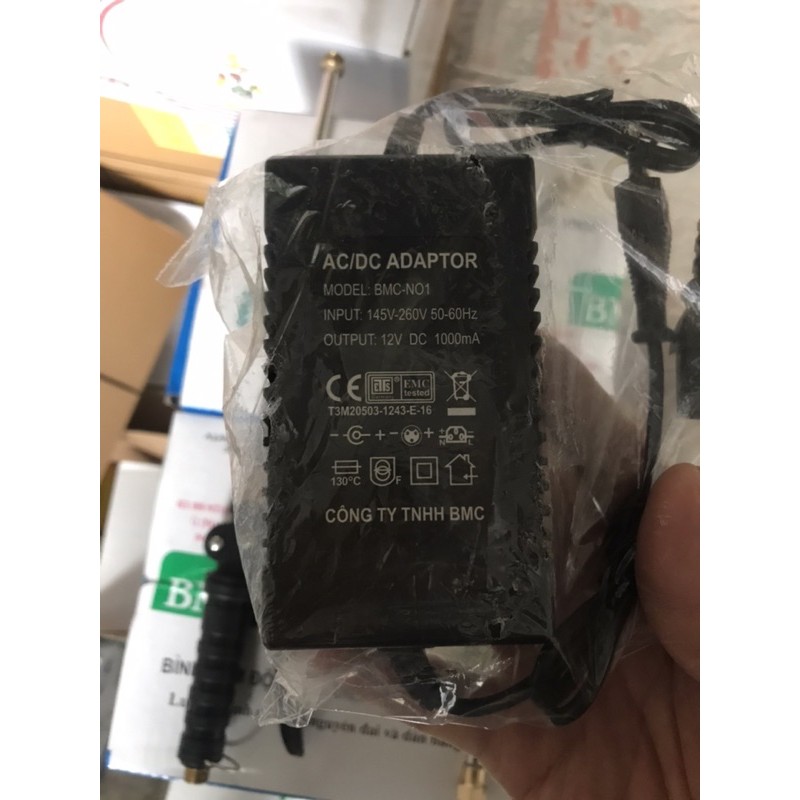 AC/DC ADAPTOR
MODEL: BMC-NO1
INPUT: 145V-260V 50-60Hz
OUTPUT: 12V DC 1000mA
CE
EMC
tested
T3M20503-1243-E-16
- + - + N L
130°C F
CÔNG TY TNHH BMC